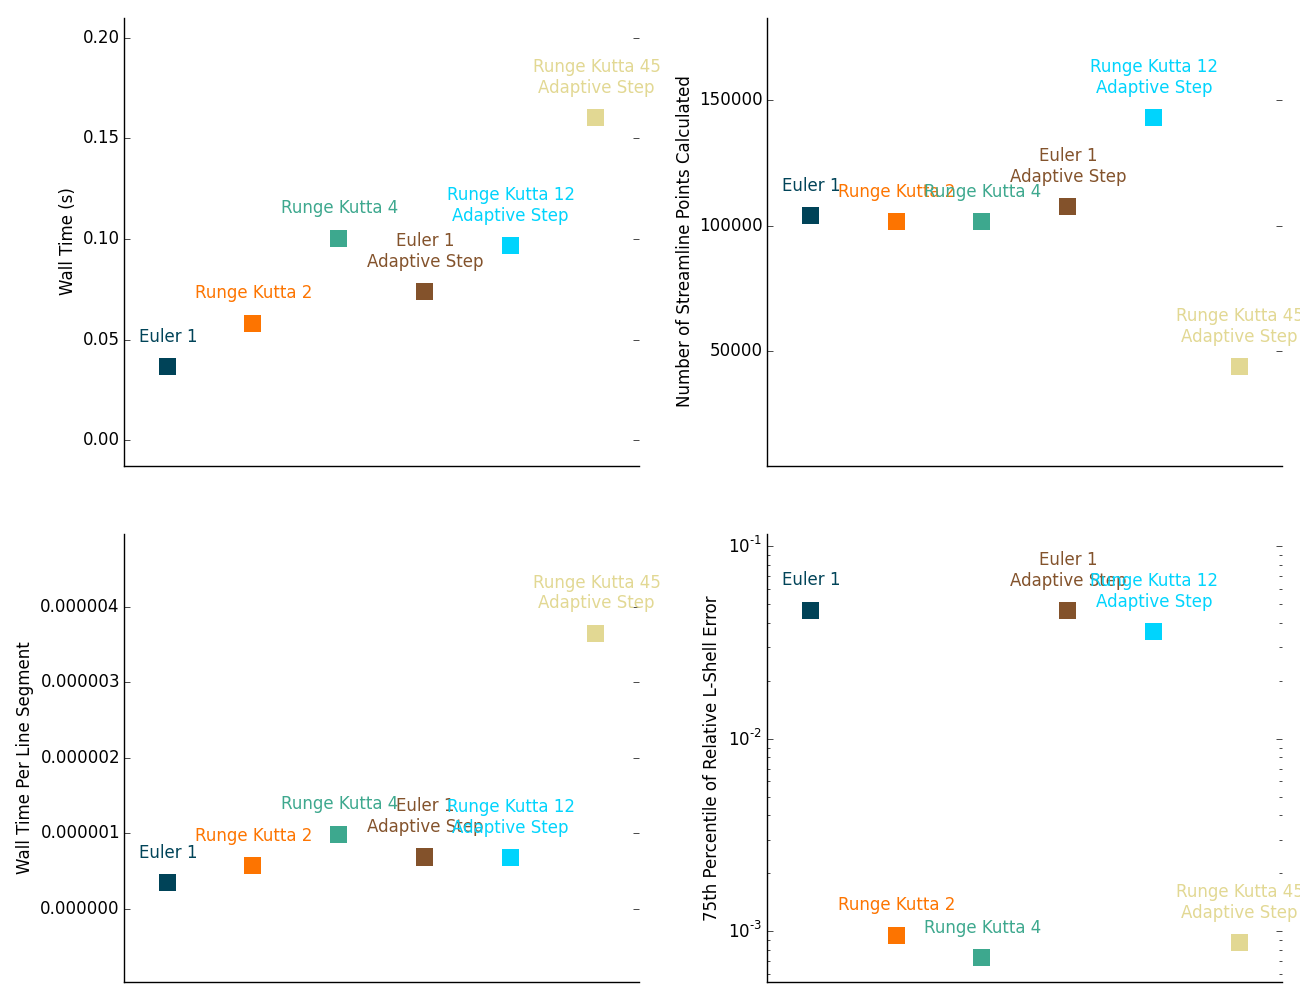 0.20
0.15
0.10
0.05
0.00
Wall Time (s)
Euler 1
Runge Kutta 2
Runge Kutta 4
Euler 1
Adaptive Step
Runge Kutta 12
Adaptive Step
Runge Kutta 45
Adaptive Step
150000
100000
50000
Number of Streamline Points Calculated
Euler 1
Runge Kutta 2
Runge Kutta 4
Euler 1
Adaptive Step
Runge Kutta 12
Adaptive Step
Runge Kutta 45
Adaptive Step
0.000004
0.000003
0.000002
0.000001
0.000000
Wall Time Per Line Segment
Euler 1
Runge Kutta 2
Runge Kutta 4
Euler 1
Adaptive Step
Runge Kutta 12
Adaptive Step
Runge Kutta 45
Adaptive Step
10⁻¹
10⁻²
10⁻³
75th Percentile of Relative L-Shell Error
Euler 1
Runge Kutta 2
Runge Kutta 4
Euler 1
Adaptive Step
Runge Kutta 12
Adaptive Step
Runge Kutta 45
Adaptive Step